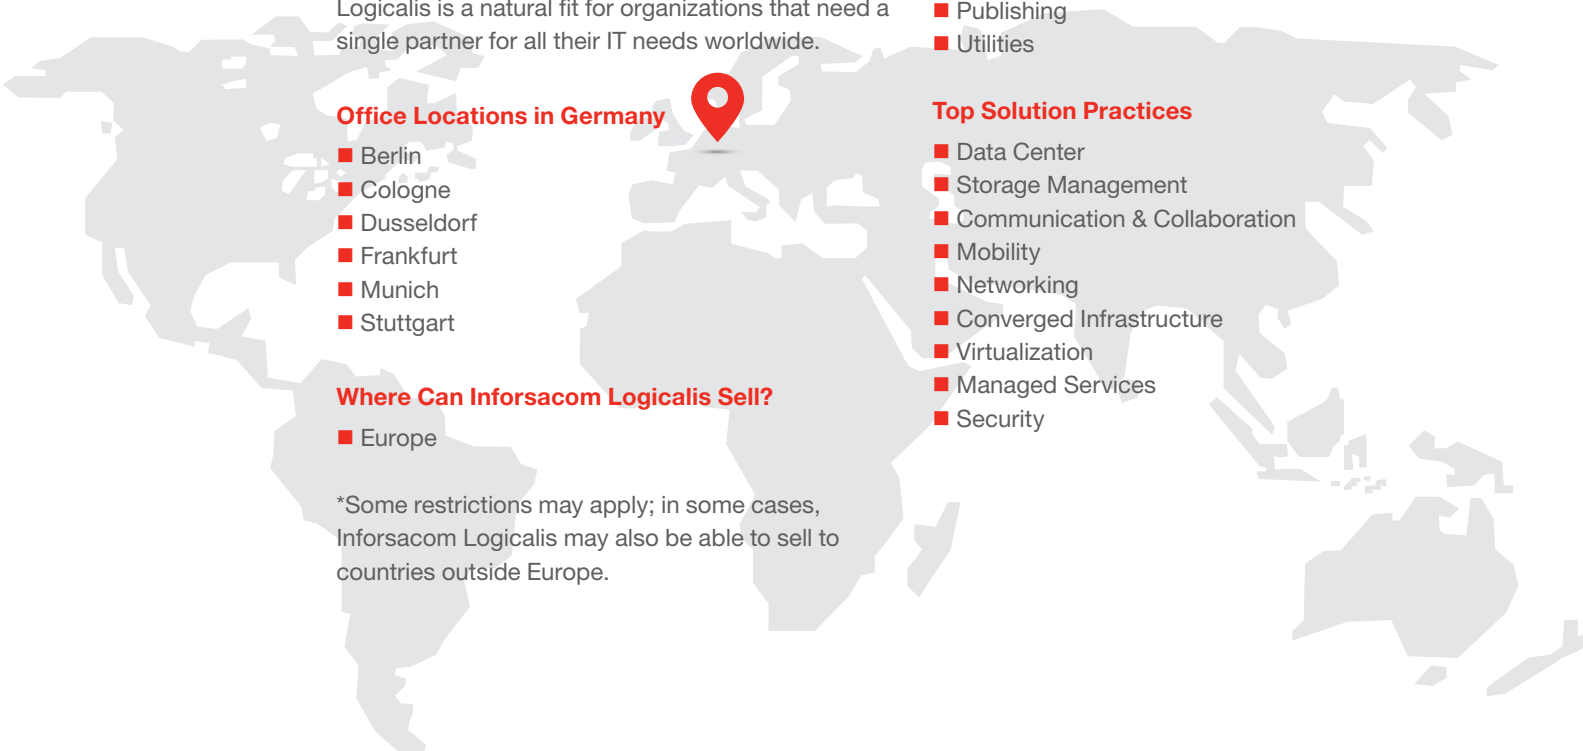 Logicalis is a natural fit for organizations that need a
single partner for all their IT needs worldwide.
Office Locations in Germany
Berlin
Cologne
Dusseldorf
Frankfurt
Munich
Stuttgart
Where Can Inforsacom Logicalis Sell?
Europe
*Some restrictions may apply; in some cases,
Inforsacom Logicalis may also be able to sell to
countries outside Europe.
Publishing
Utilities
Top Solution Practices
Data Center
Storage Management
Communication & Collaboration
Mobility
Networking
Converged Infrastructure
Virtualization
Managed Services
Security